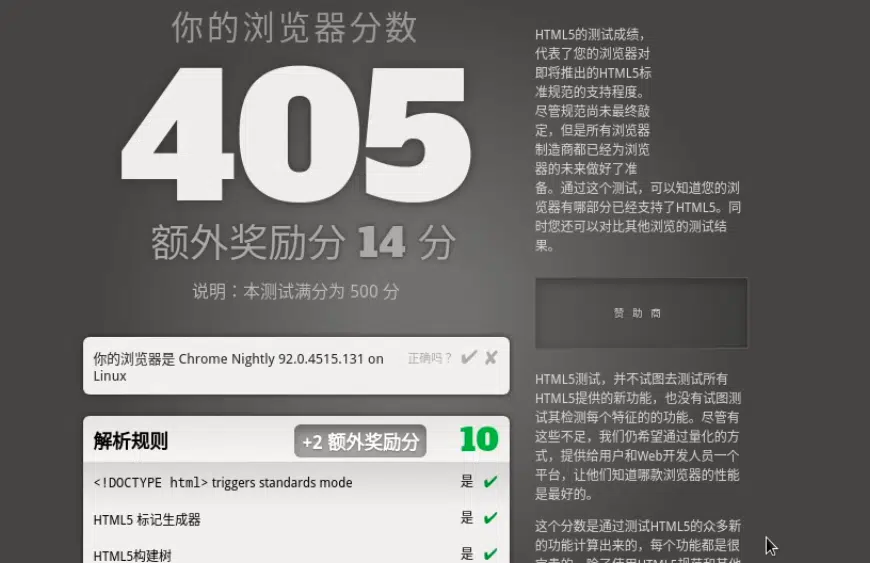 你的浏览器分数
405
额外奖励分 14 分
说明：本测试满分为 500 分
你的浏览器是 Chrome Nightly 92.0.4515.131 on
Linux
正确吗？ ✔ ✘
解析规则
+2 额外奖励分
10
<!DOCTYPE html> triggers standards mode
是 ✔
HTML5 标记生成器
是 ✔
HTML5构建树
是 ✔
HTML5的测试成绩，
代表了您的浏览器对
即将推出的HTML5标
准规范的支持程度。
尽管规范尚未最终敲
定，但是所有浏览器
制造商都已经为浏览
器的未来做好了准
备。通过这个测试，可以知道您的浏
览器有哪部分已经支持了HTML5。同
时您还可以对比其他浏览的测试结
果。
赞 助 商
HTML5测试，并不试图去测试所有
HTML5提供的新功能，也没有试图测
试其检测每个特征的的功能。尽管有
这些不足，我们仍希望通过量化的方
式，提供给用户和Web开发人员一个
平台，让他们知道哪款浏览器的性能
是最好的。
这个分数是通过测试HTML5的众多新
的功能计算出来的，每个功能都是很